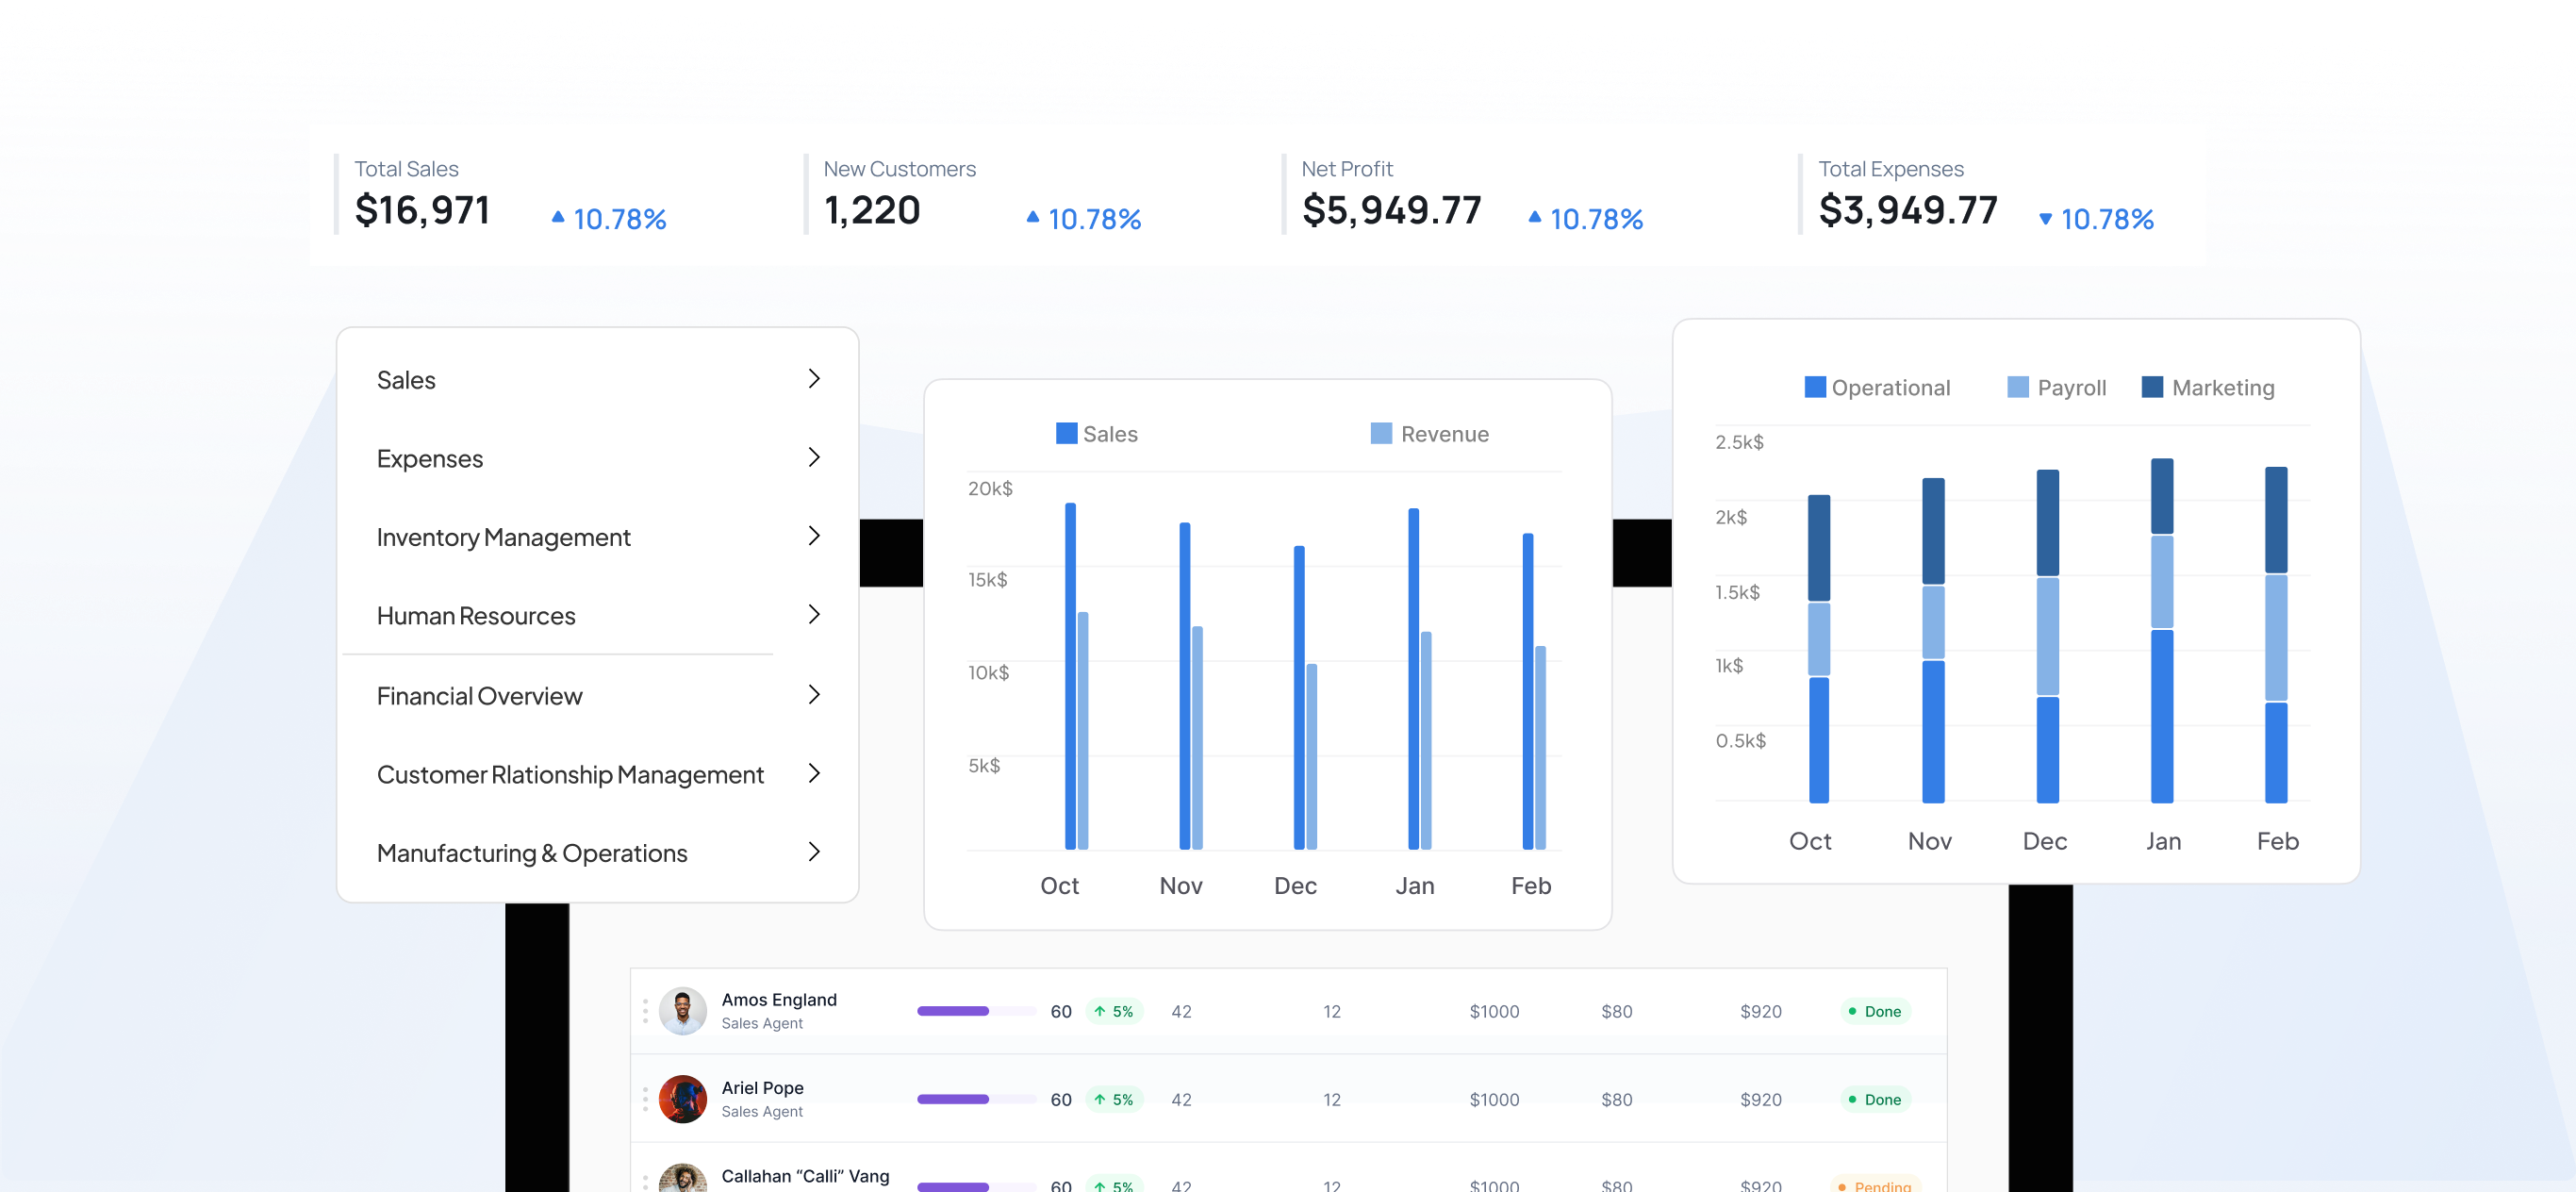 Total Sales
$16,971 ▲ 10.78%
New Customers
1,220 ▲ 10.78%
Net Profit
$5,949.77 ▲ 10.78%
Total Expenses
$3,949.77 ▼ 10.78%
Sales
Expenses
Inventory Management
Human Resources
Financial Overview
Customer Rlationship Management
Manufacturing & Operations
Sales Revenue
20k$
15k$
10k$
5k$
Oct Nov Dec Jan Feb
Operational Payroll Marketing
2.5k$
2k$
1.5k$
1k$
0.5k$
Oct Nov Dec Jan Feb
Amos England
Sales Agent
60 ↑ 5% 42 12 $1000 $80 $920 Done
Ariel Pope
Sales Agent
60 ↑ 5% 42 12 $1000 $80 $920 Done
Callahan “Calli” Vang
60 ↑ 5% 42 12 $1000 $80 $920 Pending